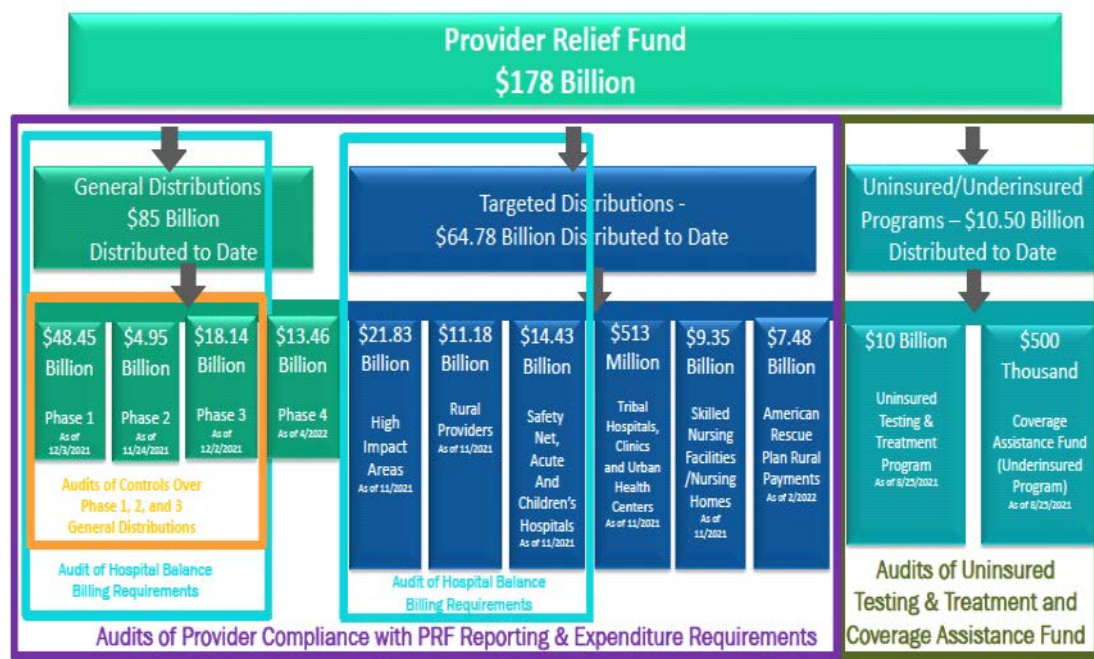 Provider Relief Fund
$178 Billion
General Distributions
$85 Billion
Distributed to Date
Targeted Distributions -
$64.78 Billion Distributed to Date
Uninsured/Underinsured
Programs – $10.50 Billion
Distributed to Date
$48.45
Billion
Phase 1
As of
12/3/2021
$4.95
Billion
Phase 2
As of
11/24/2021
$18.14
Billion
Phase 3
As of
12/2/2021
$13.46
Billion
Phase 4
As of 4/2022
Audits of Controls Over
Phase 1, 2, and 3
General Distributions
Audit of Hospital Balance
Billing Requirements
$21.83
Billion
High
Impact
Areas
As of 11/2021
$11.18
Billion
Rural
Providers
As of 11/2021
$14.43
Billion
Safety
Net,
Acute
And
Children's
Hospitals
As of 11/2021
$513
Million
Tribal
Hospitals,
Clinics
and Urban
Health
Centers
As of 11/2021
$9.35
Billion
Skilled
Nursing
Facilities
/Nursing
Homes
As of
11/2021
$7.48
Billion
American
Rescue
Plan Rural
Payments
As of 2/2022
Audit of Hospital Balance
Billing Requirements
Audits of Provider Compliance with PRF Reporting & Expenditure Requirements
$10 Billion
Uninsured
Testing &
Treatment
Program
As of 8/25/2021
$500
Thousand
Coverage
Assistance Fund
(Underinsured
Program)
As of 8/25/2021
Audits of Uninsured
Testing & Treatment and
Coverage Assistance Fund